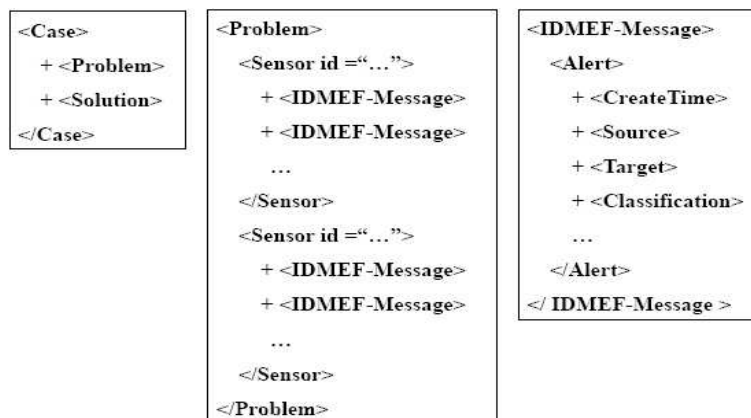 <Case>
+ <Problem>
+ <Solution>
</Case>
<Problem>
<Sensor id =“…”>
+ <IDMEF-Message>
+ <IDMEF-Message>
…
</Sensor>
<Sensor id =“…”>
+ <IDMEF-Message>
+ <IDMEF-Message>
…
</Sensor>
</Problem>
<IDMEF-Message>
<Alert>
+ <CreateTime>
+ <Source>
+ <Target>
+ <Classification>
…
</Alert>
</ IDMEF-Message >